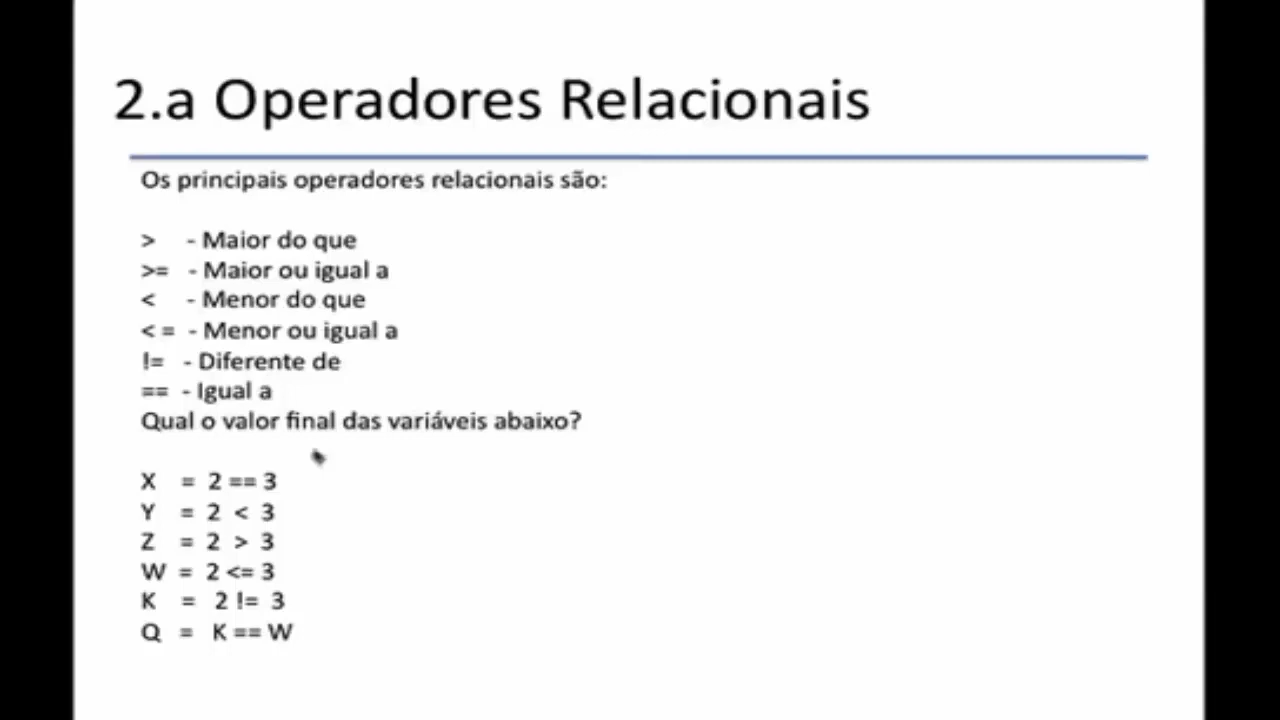 2.a Operadores Relacionais
Os principais operadores relacionais são:
> - Maior do que
>= - Maior ou igual a
< - Menor do que
< = - Menor ou igual a
!= - Diferente de
== - Igual a
Qual o valor final das variáveis abaixo?
X = 2 == 3
Y = 2 < 3
Z = 2 > 3
W = 2 <= 3
K = 2 != 3
Q = K == W